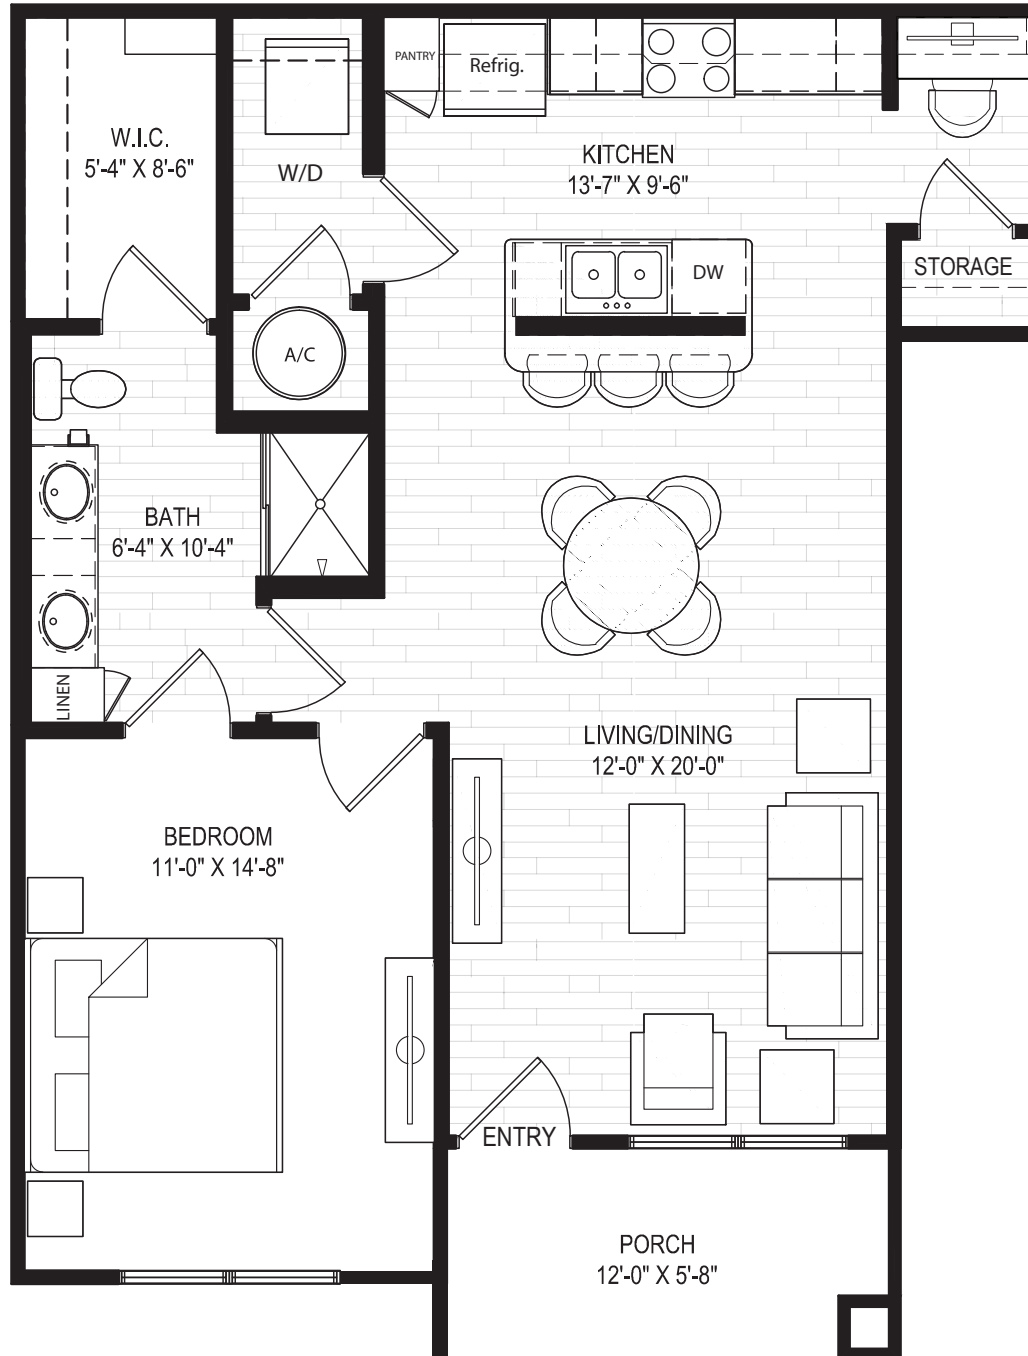 PANTRY
Refrig.
W.I.C.
5'-4" X 8'-6"
W/D
KITCHEN
13'-7" X 9'-6"
STORAGE
DW
A/C
BATH
6'-4" X 10'-4"
LINEN
LIVING/DINING
12'-0" X 20'-0"
BEDROOM
11'-0" X 14'-8"
ENTRY
PORCH
12'-0" X 5'-8"